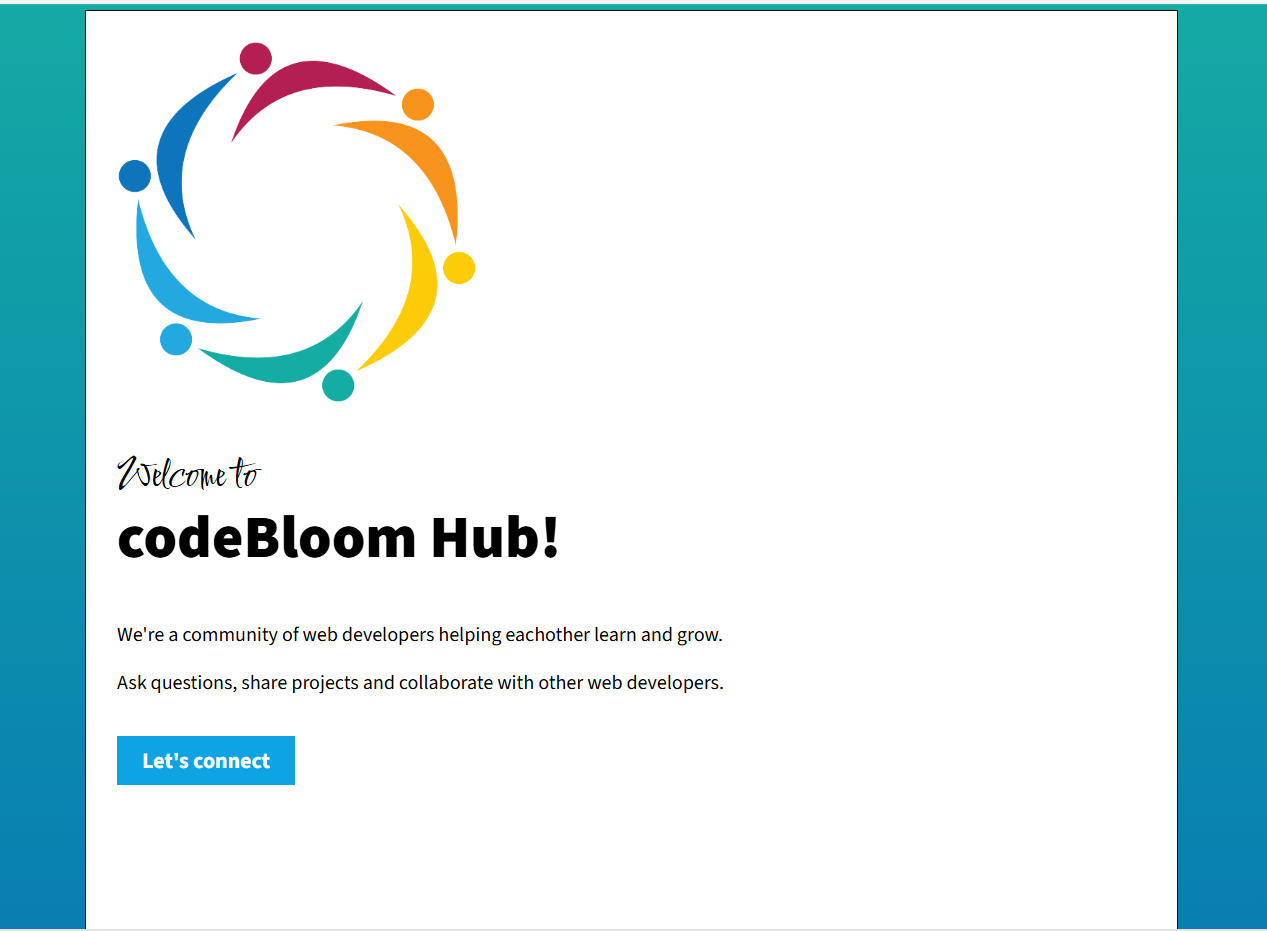 Welcome to
codeBloom Hub!
We're a community of web developers helping eachother learn and grow.
Ask questions, share projects and collaborate with other web developers.
Let's connect